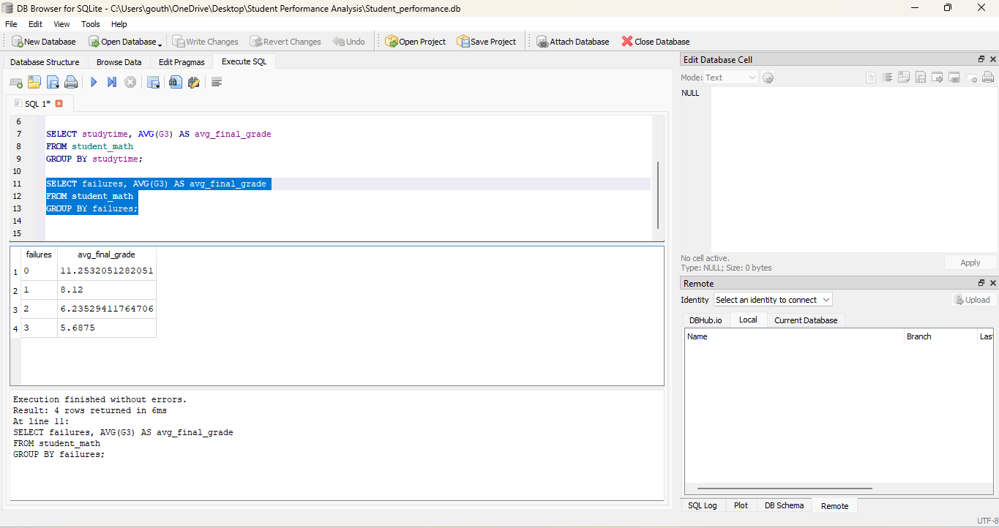 DB Browser for SQLite - C:\Users\gouth\OneDrive\Desktop\Student Performance Analysis\Student_performance.db
File Edit View Tools Help
New Database Open Database Write Changes Revert Changes Undo Open Project Save Project Attach Database Close Database
Database Structure Browse Data Edit Pragmas Execute SQL
SQL 1*
6
7 SELECT studytime, AVG(G3) AS avg_final_grade
8 FROM student_math
9 GROUP BY studytime;
10
11 SELECT failures, AVG(G3) AS avg_final_grade
12 FROM student_math
13 GROUP BY failures;
14
15
failures avg_final_grade
1 0 11.2532051282051
2 1 8.12
3 2 6.23529411764706
4 3 5.6875
Execution finished without errors.
Result: 4 rows returned in 6ms
At line 11:
SELECT failures, AVG(G3) AS avg_final_grade
FROM student_math
GROUP BY failures;
Edit Database Cell
Mode: Text
NULL
No cell active.
Type: NULL; Size: 0 bytes
Apply
Remote
Identity Select an identity to connect Upload
DBHub.io Local Current Database
Name Branch Las
SQL Log Plot DB Schema Remote
UTF-8